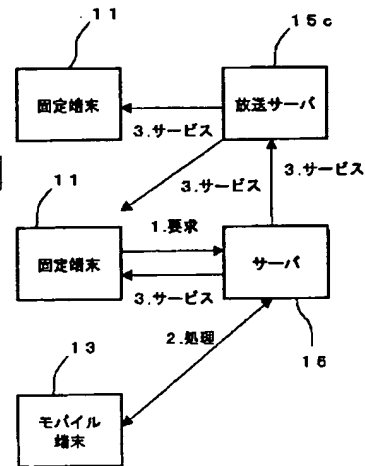 11
15c
固定端末
放送サーバ
3.サービス
3.サービス
3.サービス
11
1.要求
固定端末
サーバ
3.サービス
2.処理
13
15
モバイル
端末